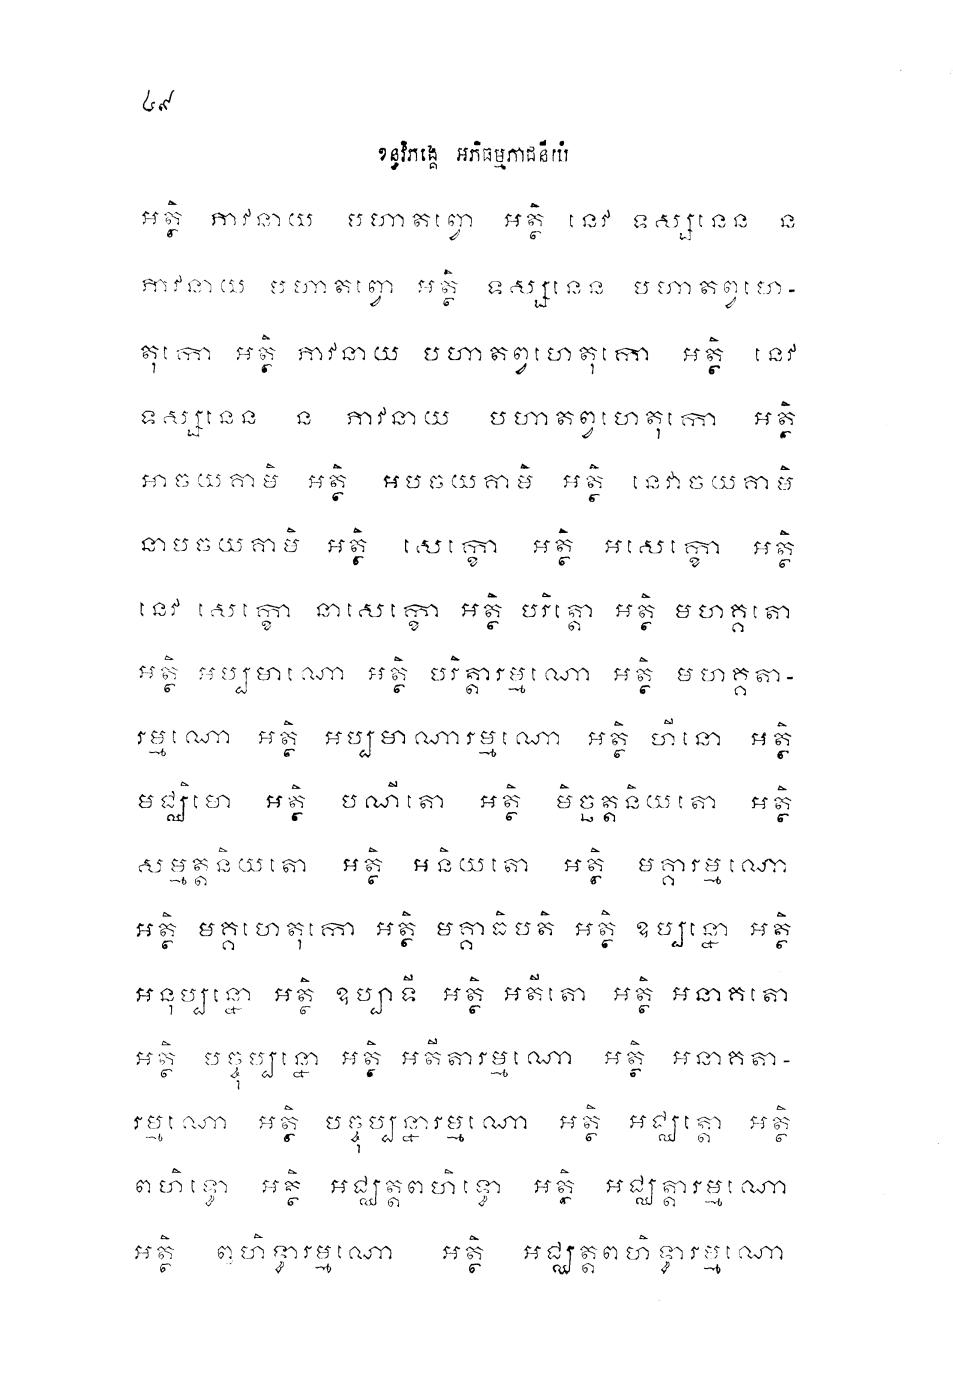 ៤៩
ខន្ធវិភង្គេ អភិធម្មភាជនីយំ
អត្ថិ ភាវនាយ បហាតព្វោ អត្ថិ នេវ ទស្សនេន ន
ភាវនាយ បហាតព្វោ អត្ថិ ទស្សនេន បហាតព្វហេ-
តុកោ អត្ថិ ភាវនាយ បហាតព្វហេតុកោ អត្ថិ នេវ
ទស្សនេន ន ភាវនាយ បហាតព្វហេតុកោ អត្ថិ
អាចយគាមិ អត្ថិ អបចយគាមិ អត្ថិ នេវាចយគាមិ
នាបចយគាមិ អត្ថិ សេក្ខោ អត្ថិ អសេក្ខោ អត្ថិ
នេវ សេក្ខោ នាសេក្ខោ អត្ថិ បរិត្តោ អត្ថិ មហគ្គតោ
អត្ថិ អប្បមាណោ អត្ថិ បរិត្តារម្មណោ អត្ថិ មហគ្គតា-
រម្មណោ អត្ថិ អប្បមាណារម្មណោ អត្ថិ ហីនោ អត្ថិ
មជ្ឈិមោ អត្ថិ បណីតោ អត្ថិ មិច្ឆត្តនិយតោ អត្ថិ
សម្មត្តនិយតោ អត្ថិ អនិយតោ អត្ថិ មគ្គារម្មណោ
អត្ថិ មគ្គហេតុកោ អត្ថិ មគ្គាធិបតិ អត្ថិ ឧប្បន្នោ អត្ថិ
អនុប្បន្នោ អត្ថិ ឧប្បាទី អត្ថិ អតីតោ អត្ថិ អនាគតោ
អត្ថិ បច្ចុប្បន្នោ អត្ថិ អតីតារម្មណោ អត្ថិ អនាគតា-
រម្មណោ អត្ថិ បច្ចុប្បន្នារម្មណោ អត្ថិ អជ្ឈត្តោ អត្ថិ
ពហិទ្ធោ អត្ថិ អជ្ឈត្តពហិទ្ធោ អត្ថិ អជ្ឈត្តារម្មណោ
អត្ថិ ពហិទ្ធារម្មណោ អត្ថិ អជ្ឈត្តពហិទ្ធារម្មណោ